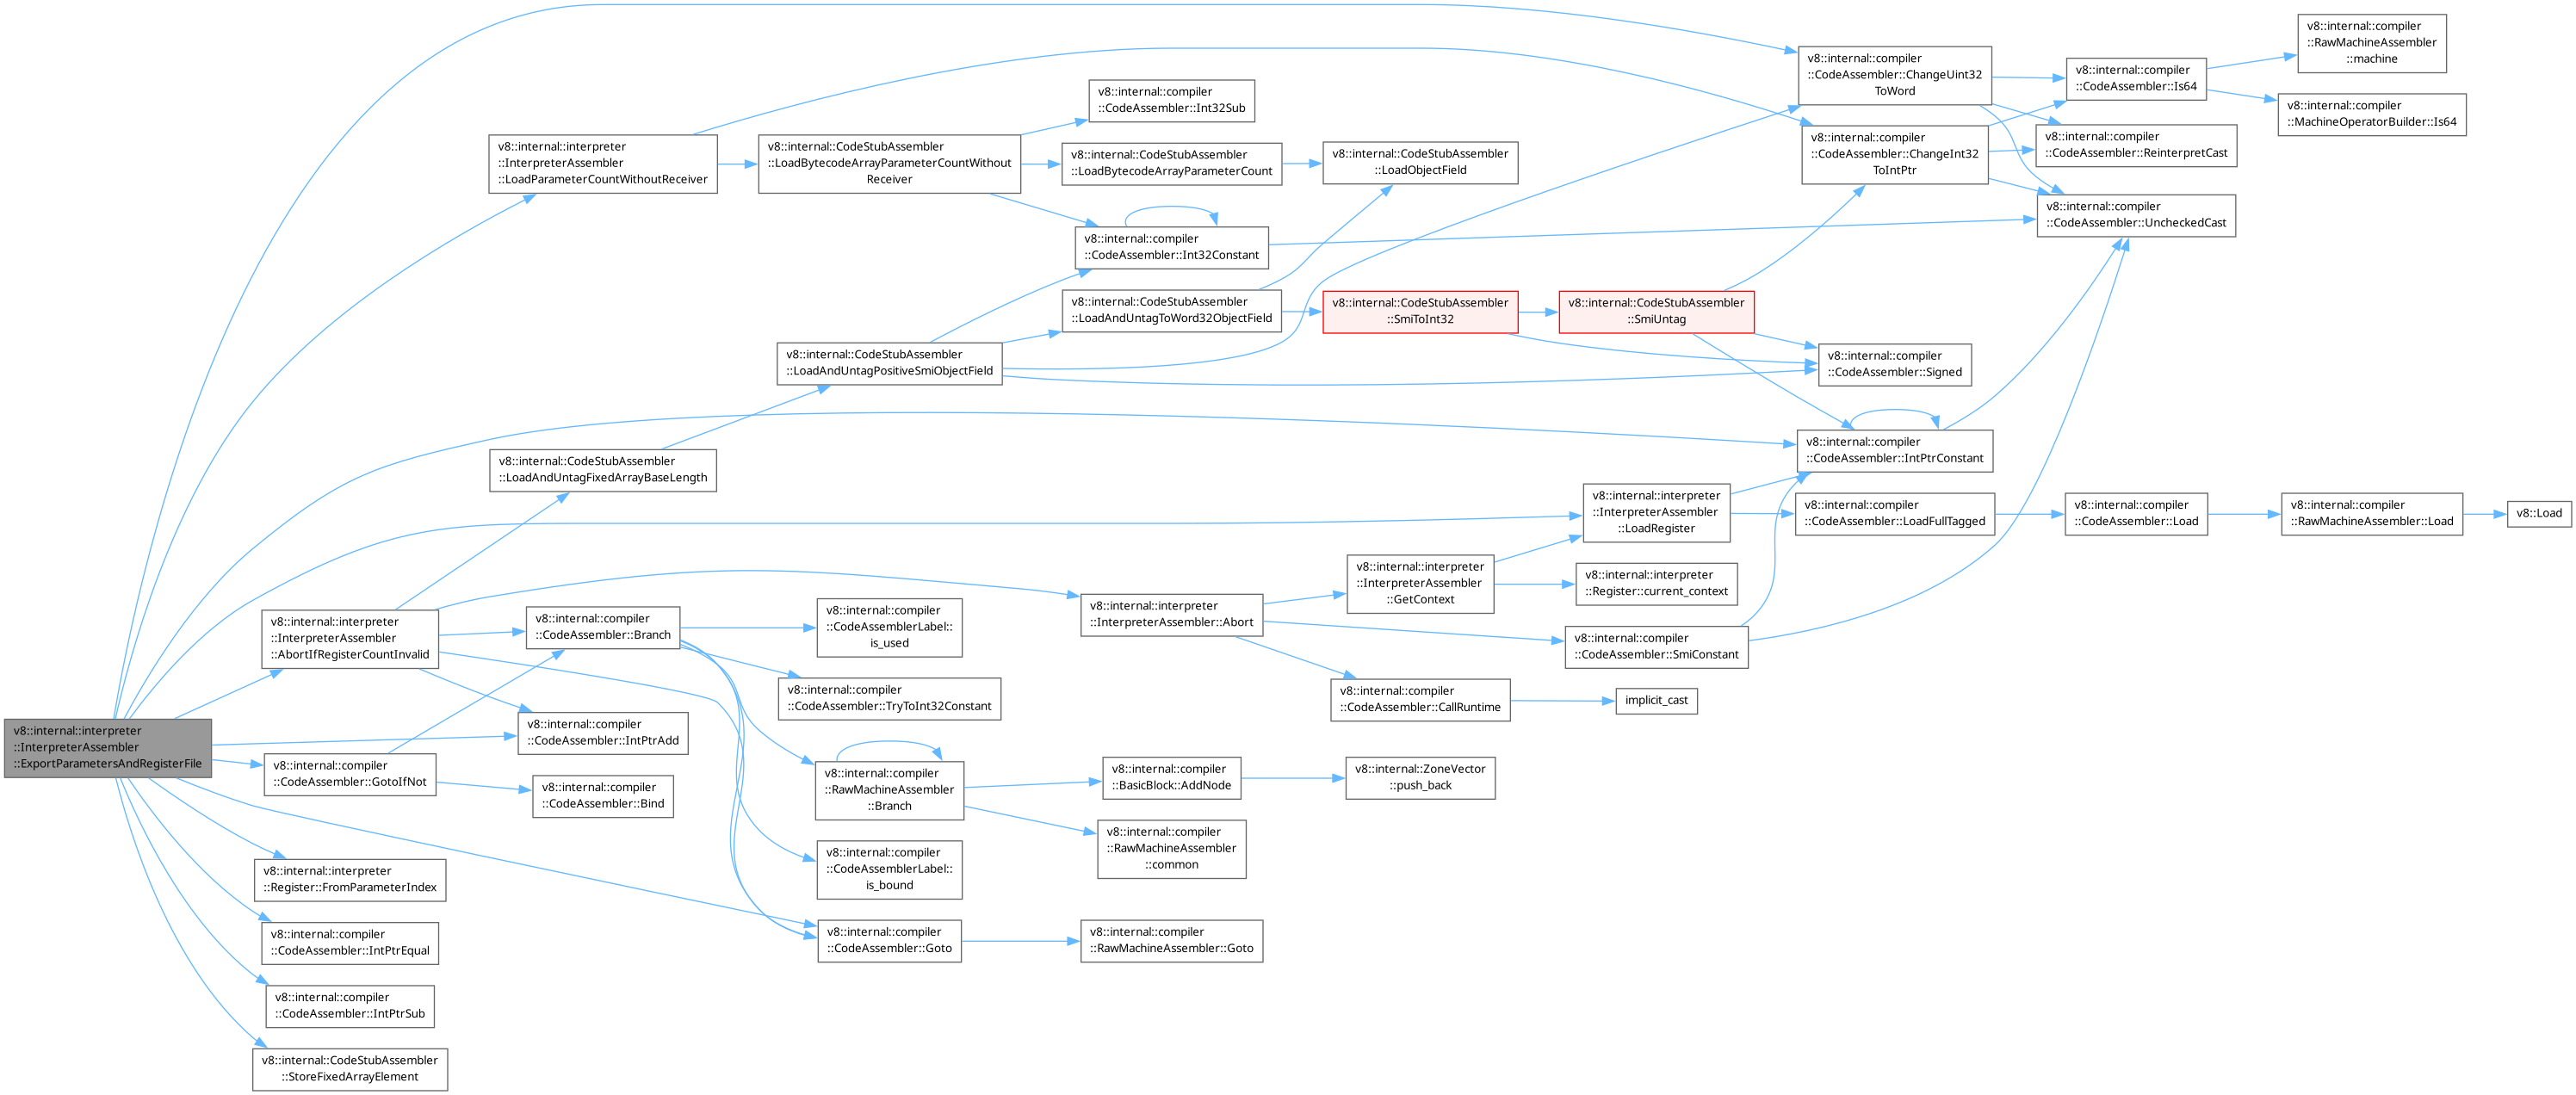 v8::internal::interpreter
::InterpreterAssembler
::ExportParametersAndRegisterFile
v8::internal::interpreter
::InterpreterAssembler
::AbortIfRegisterCountInvalid
v8::internal::compiler
::CodeAssembler::GotoIfNot
v8::internal::interpreter
::Register::FromParameterIndex
v8::internal::compiler
::CodeAssembler::IntPtrEqual
v8::internal::compiler
::CodeAssembler::IntPtrSub
v8::internal::CodeStubAssembler
::StoreFixedArrayElement
v8::internal::interpreter
::InterpreterAssembler
::LoadParameterCountWithoutReceiver
v8::internal::CodeStubAssembler
::LoadAndUntagFixedArrayBaseLength
v8::internal::compiler
::CodeAssembler::Branch
v8::internal::compiler
::CodeAssembler::IntPtrAdd
v8::internal::compiler
::CodeAssembler::Bind
v8::internal::CodeStubAssembler
::LoadBytecodeArrayParameterCountWithout
Receiver
v8::internal::CodeStubAssembler
::LoadAndUntagPositiveSmiObjectField
v8::internal::compiler
::CodeAssemblerLabel::
is_used
v8::internal::compiler
::CodeAssembler::TryToInt32Constant
v8::internal::compiler
::RawMachineAssembler
::Branch
v8::internal::compiler
::CodeAssemblerLabel::
is_bound
v8::internal::compiler
::CodeAssembler::Goto
v8::internal::compiler
::CodeAssembler::Int32Sub
v8::internal::CodeStubAssembler
::LoadBytecodeArrayParameterCount
v8::internal::compiler
::CodeAssembler::Int32Constant
v8::internal::CodeStubAssembler
::LoadAndUntagToWord32ObjectField
v8::internal::interpreter
::InterpreterAssembler::Abort
v8::internal::compiler
::BasicBlock::AddNode
v8::internal::compiler
::RawMachineAssembler
::common
v8::internal::compiler
::RawMachineAssembler::Goto
v8::internal::CodeStubAssembler
::LoadObjectField
v8::internal::CodeStubAssembler
::SmiToInt32
v8::internal::interpreter
::InterpreterAssembler
::GetContext
v8::internal::compiler
::CodeAssembler::CallRuntime
v8::internal::ZoneVector
::push_back
v8::internal::CodeStubAssembler
::SmiUntag
v8::internal::interpreter
::InterpreterAssembler
::LoadRegister
v8::internal::interpreter
::Register::current_context
v8::internal::compiler
::CodeAssembler::SmiConstant
implicit_cast
v8::internal::compiler
::CodeAssembler::ChangeUint32
ToWord
v8::internal::compiler
::CodeAssembler::ChangeInt32
ToIntPtr
v8::internal::compiler
::CodeAssembler::Signed
v8::internal::compiler
::CodeAssembler::IntPtrConstant
v8::internal::compiler
::CodeAssembler::LoadFullTagged
v8::internal::compiler
::CodeAssembler::Is64
v8::internal::compiler
::CodeAssembler::ReinterpretCast
v8::internal::compiler
::CodeAssembler::UncheckedCast
v8::internal::compiler
::CodeAssembler::Load
v8::internal::compiler
::RawMachineAssembler
::machine
v8::internal::compiler
::MachineOperatorBuilder::Is64
v8::internal::compiler
::RawMachineAssembler::Load
v8::Load